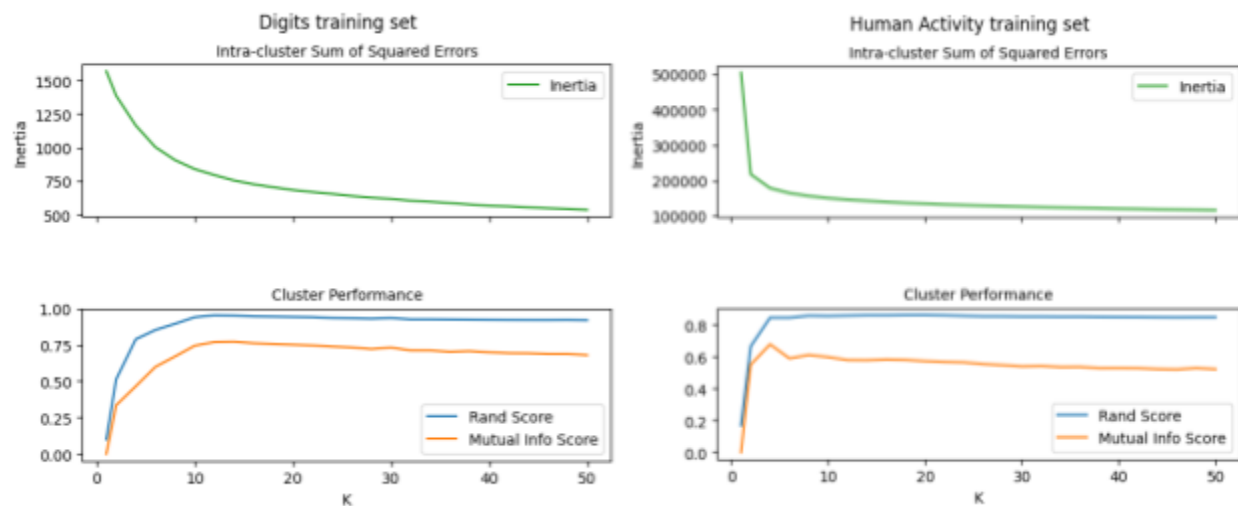 Digits training set
Intra-cluster Sum of Squared Errors
1500
1250
1000
750
500
Inertia
Inertia
Cluster Performance
1.00
0.75
0.50
0.25
0.00
Rand Score
Mutual Info Score
0
10
20
30
40
50
K
Human Activity training set
Intra-cluster Sum of Squared Errors
500000
400000
300000
200000
100000
Inertia
Inertia
Cluster Performance
0.8
0.6
0.4
0.2
0.0
Rand Score
Mutual Info Score
0
10
20
30
40
50
K